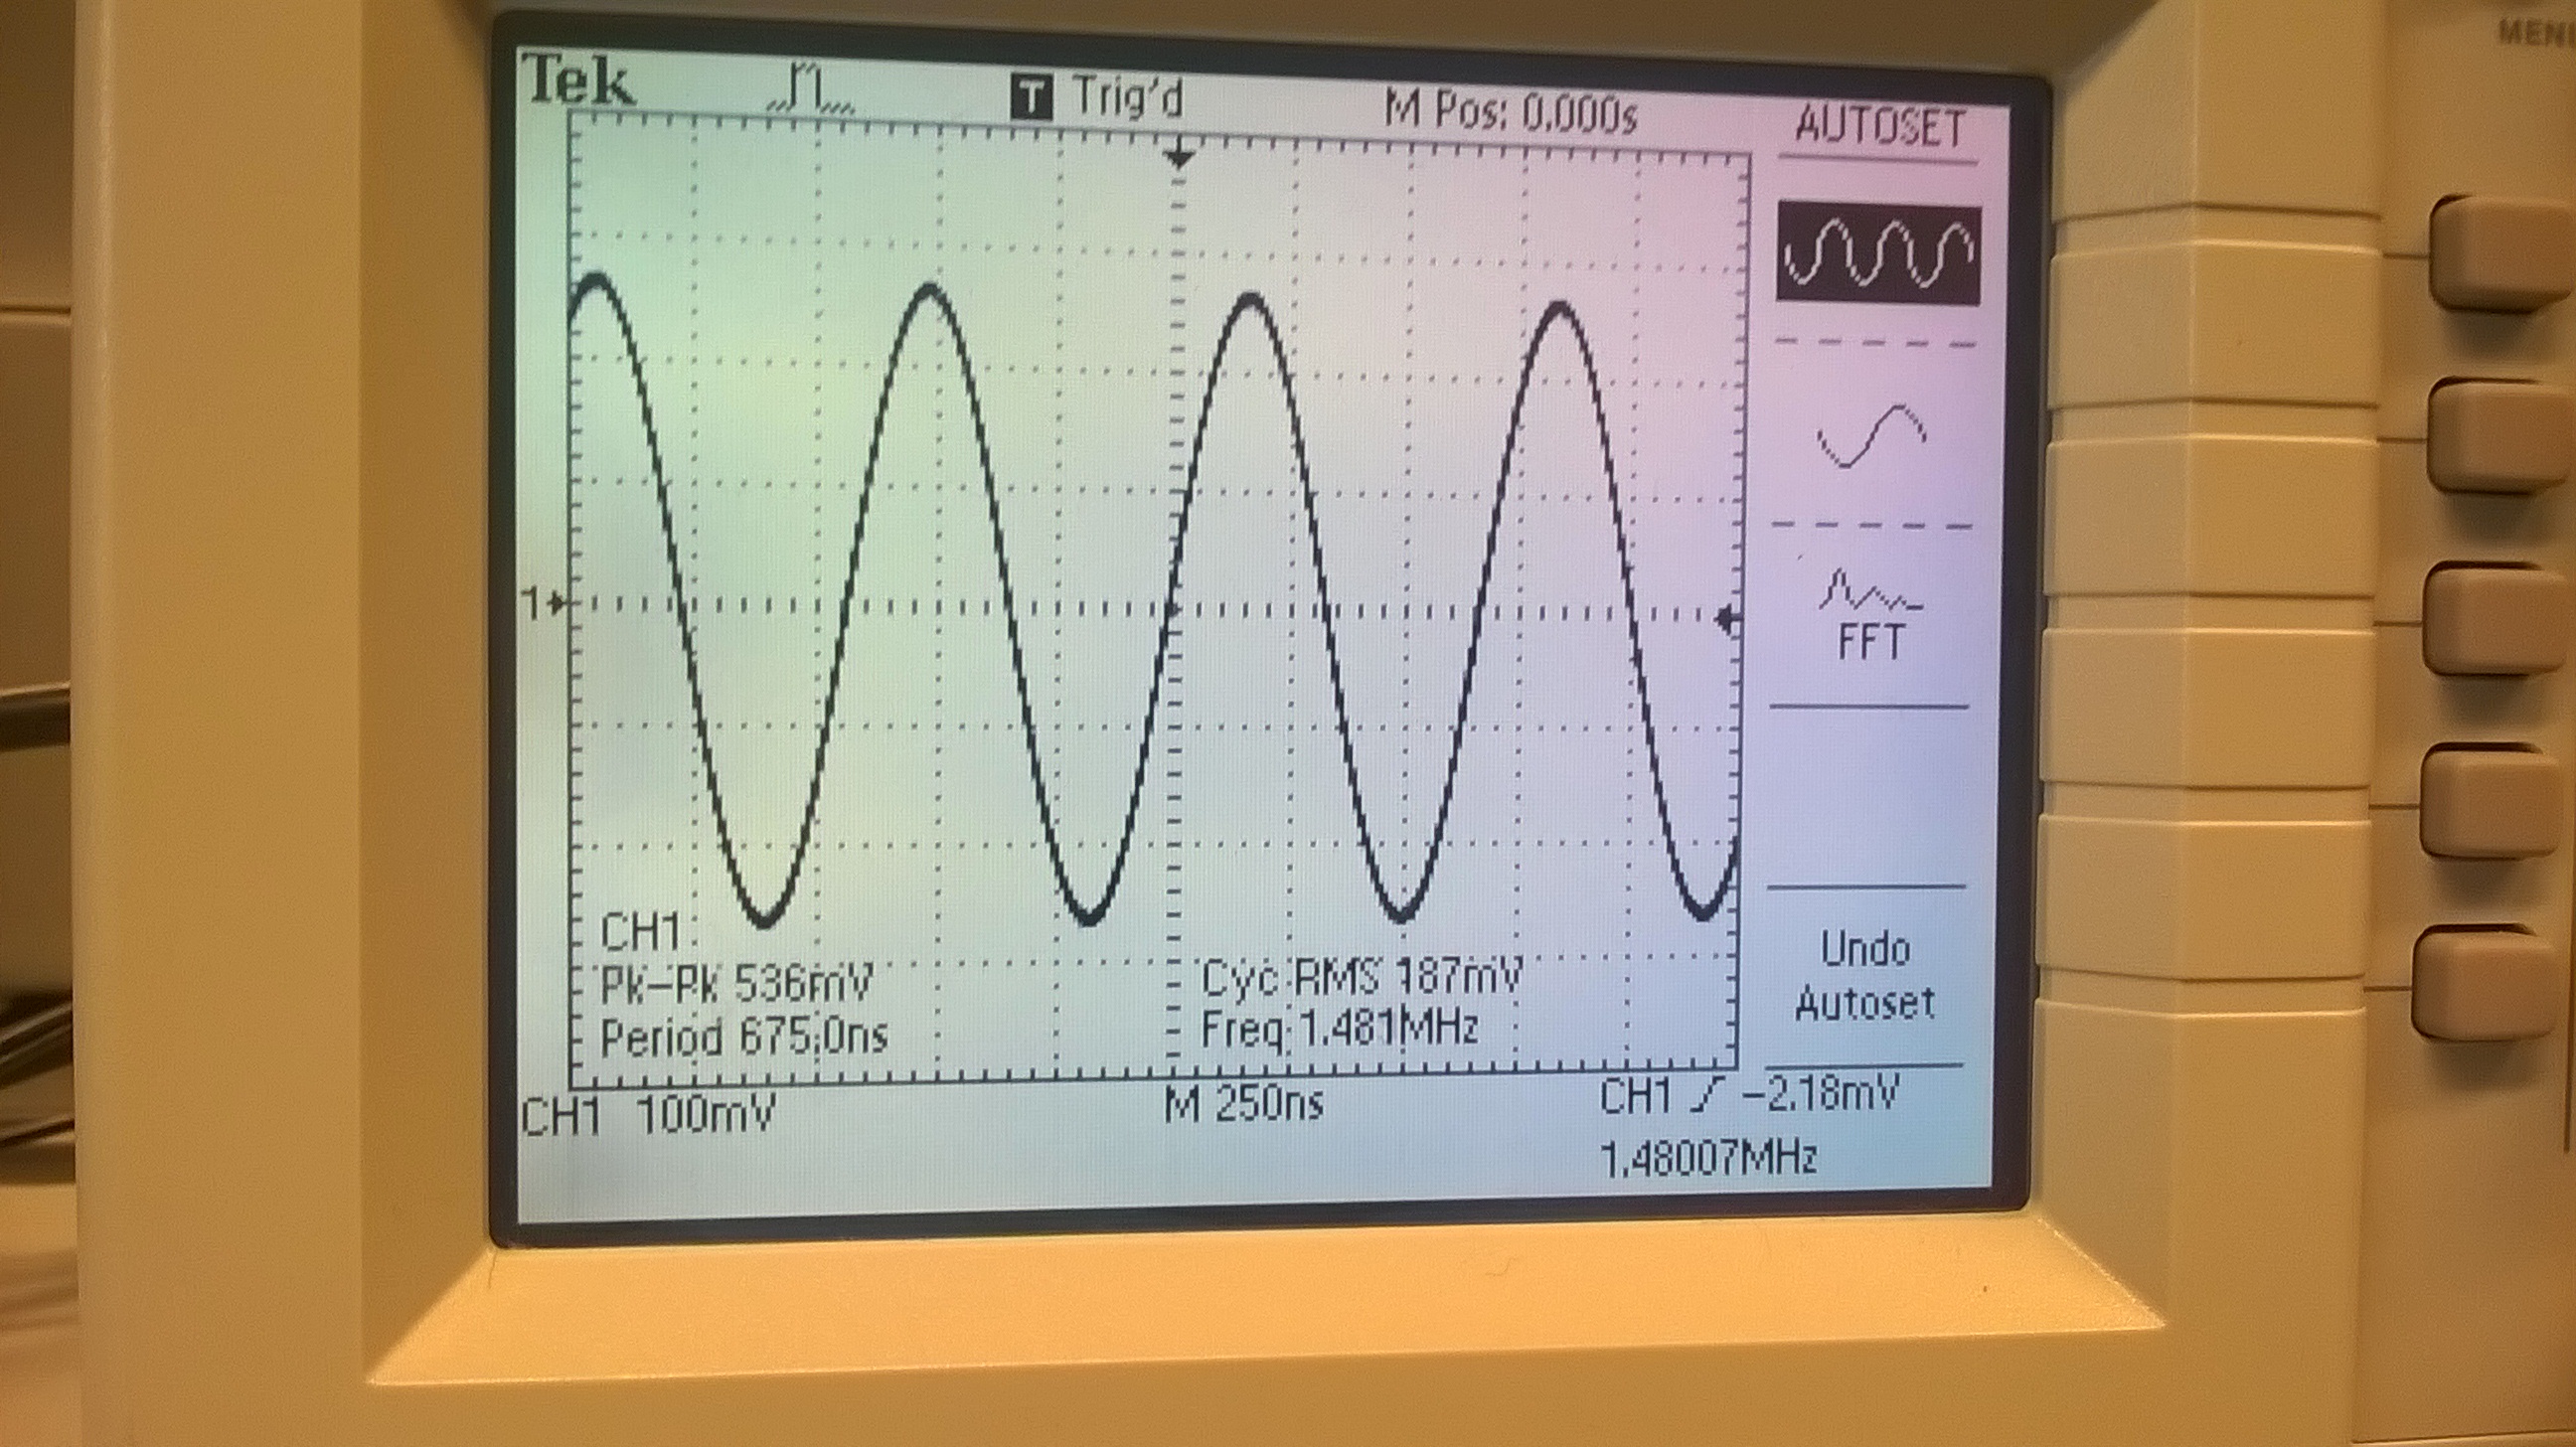 MENU
Tek T Trig'd M Pos: 0.000s AUTOSET
1
FFT
CH1
Pk-Pk 536mV Cyc RMS 187mV
Period 675.0ns Freq 1.481MHz
Undo
Autoset
CH1 100mV M 250ns CH1 -2.18mV
1.48007MHz